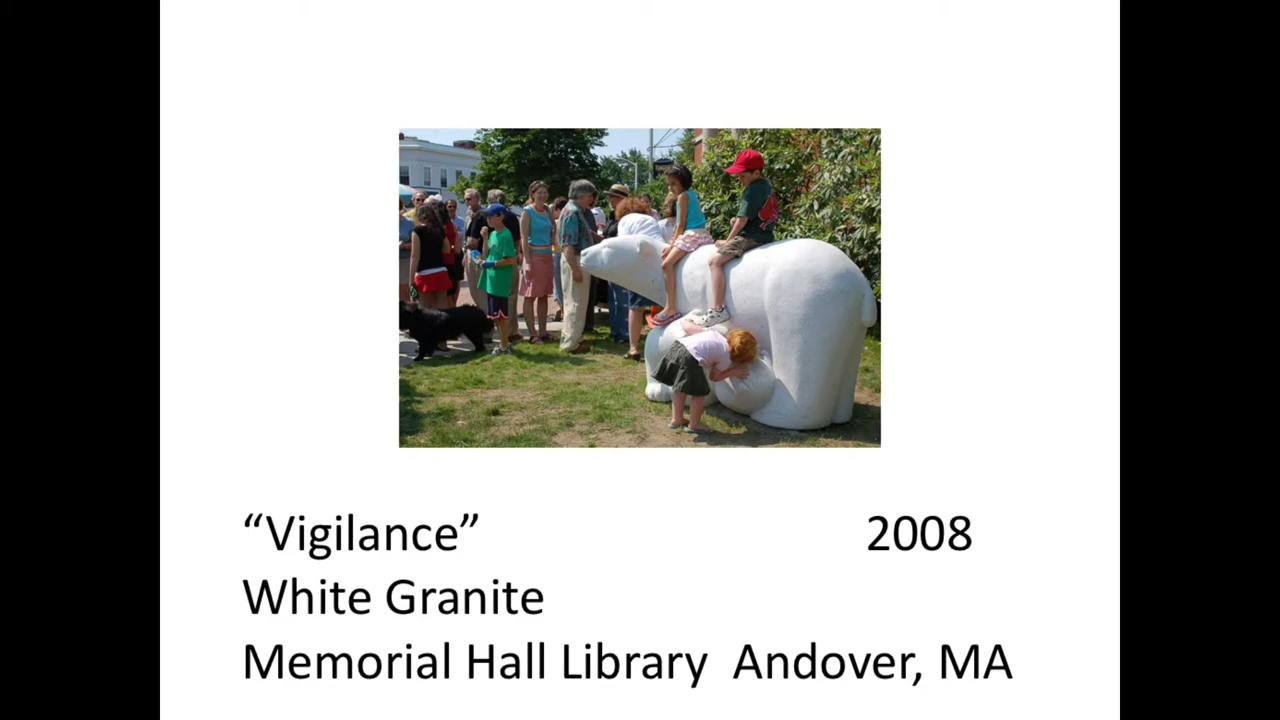 “Vigilance” 2008
White Granite
Memorial Hall Library Andover, MA